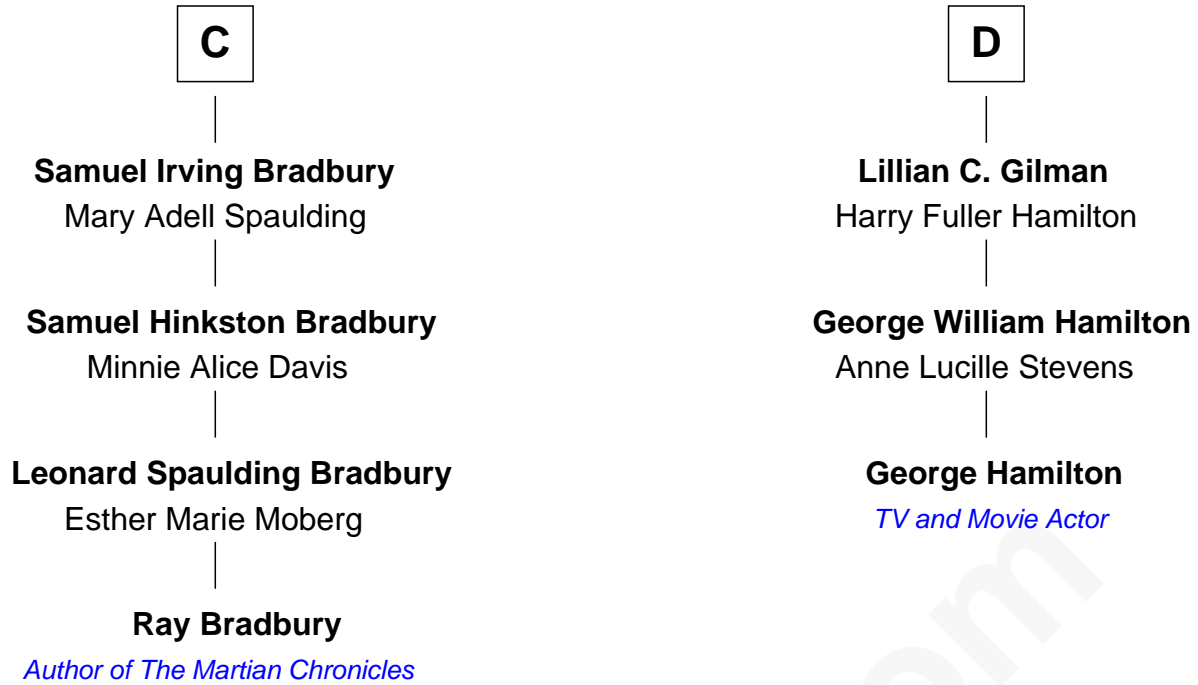 C
Samuel Irving Bradbury
Mary Adell Spaulding
Samuel Hinkston Bradbury
Minnie Alice Davis
Leonard Spaulding Bradbury
Esther Marie Moberg
Ray Bradbury
Author of The Martian Chronicles
D
Lillian C. Gilman
Harry Fuller Hamilton
George William Hamilton
Anne Lucille Stevens
George Hamilton
TV and Movie Actor
om